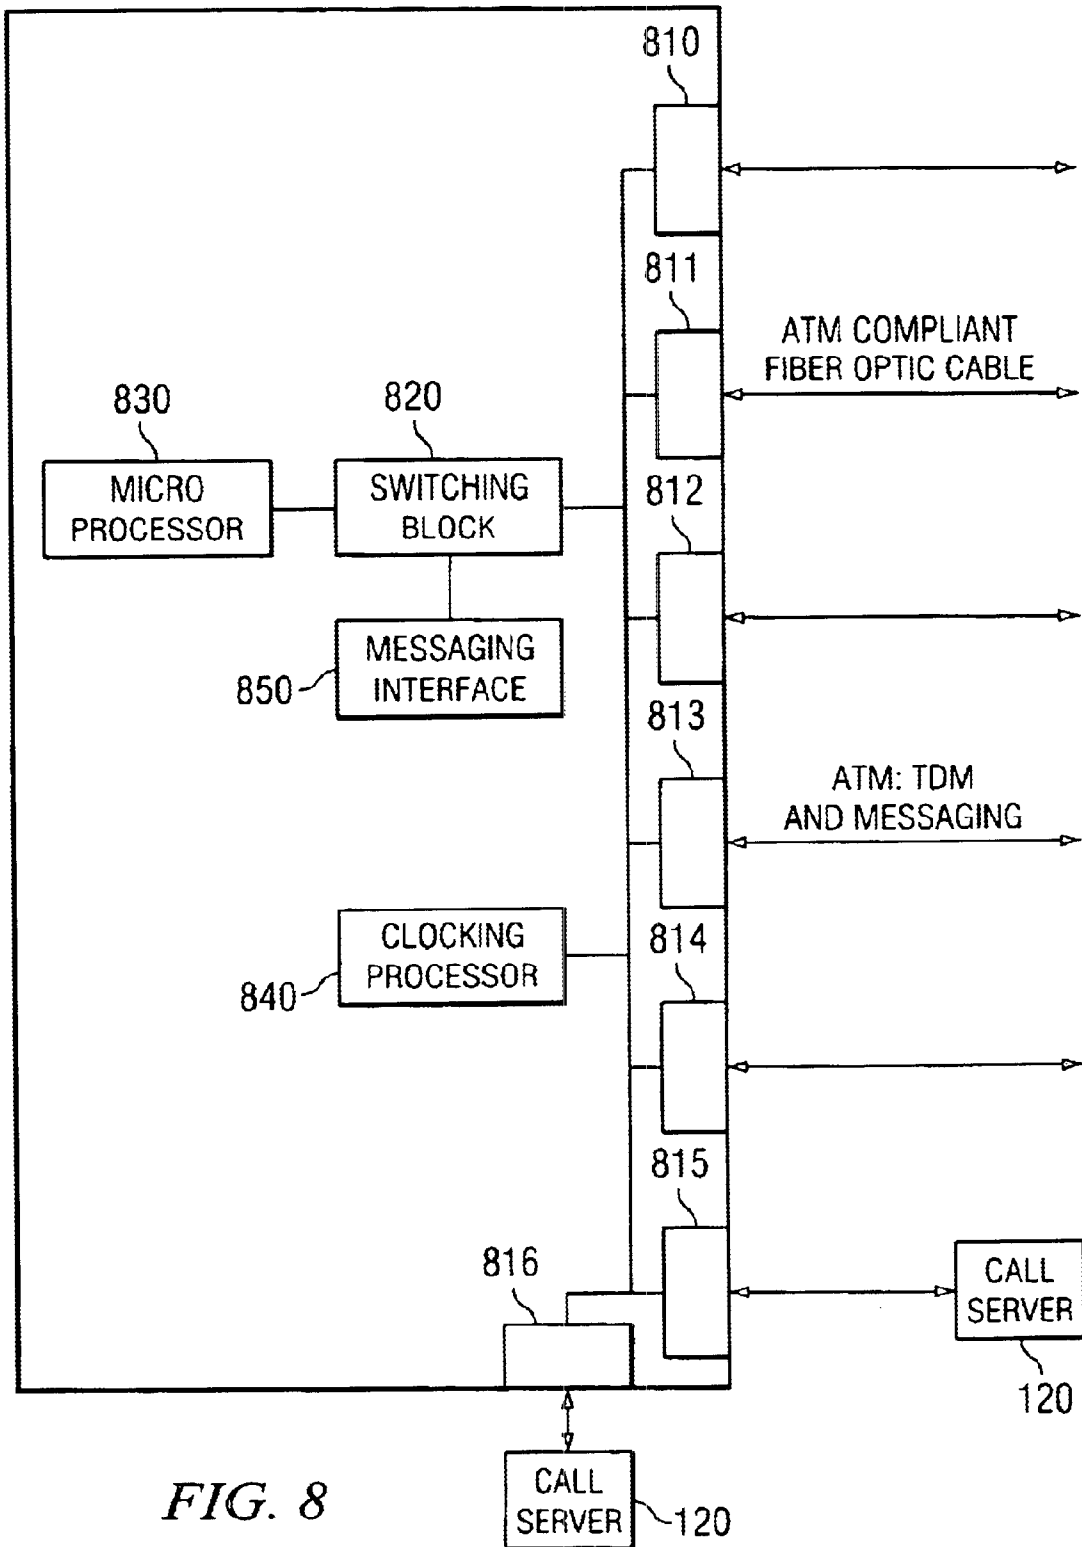 810
811
ATM COMPLIANT
FIBER OPTIC CABLE
830
820
MICRO
PROCESSOR
SWITCHING
BLOCK
812
MESSAGING
INTERFACE
850
813
ATM: TDM
AND MESSAGING
CLOCKING
PROCESSOR
840
814
815
816
CALL
SERVER
120
CALL
SERVER
120
FIG. 8